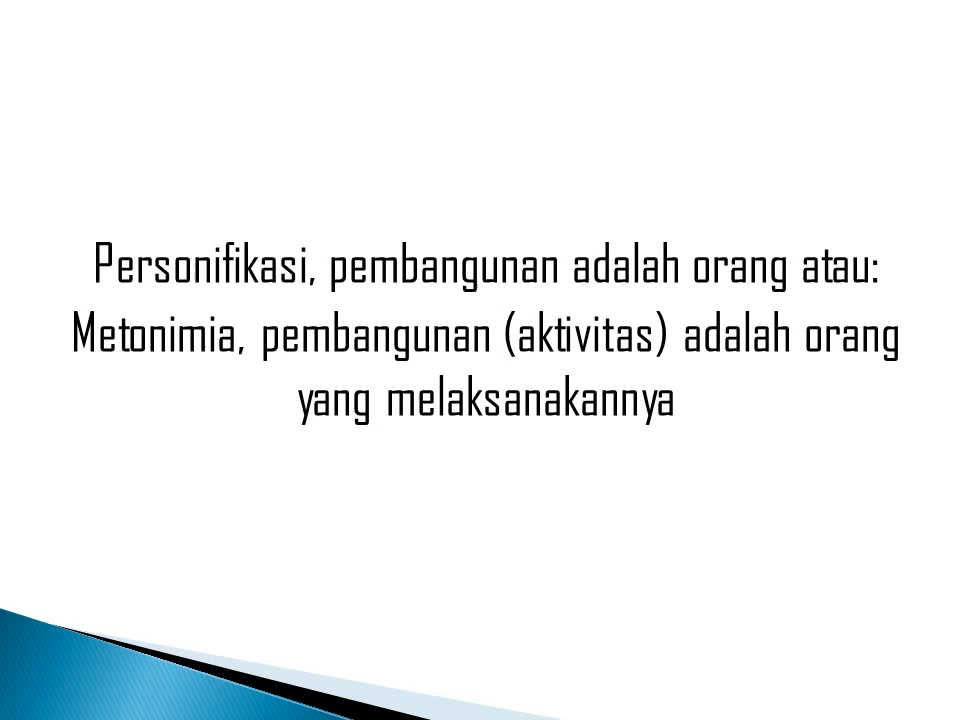 Personifikasi, pembangunan adalah orang atau:
Metonimia, pembangunan (aktivitas) adalah orang
yang melaksanakannya